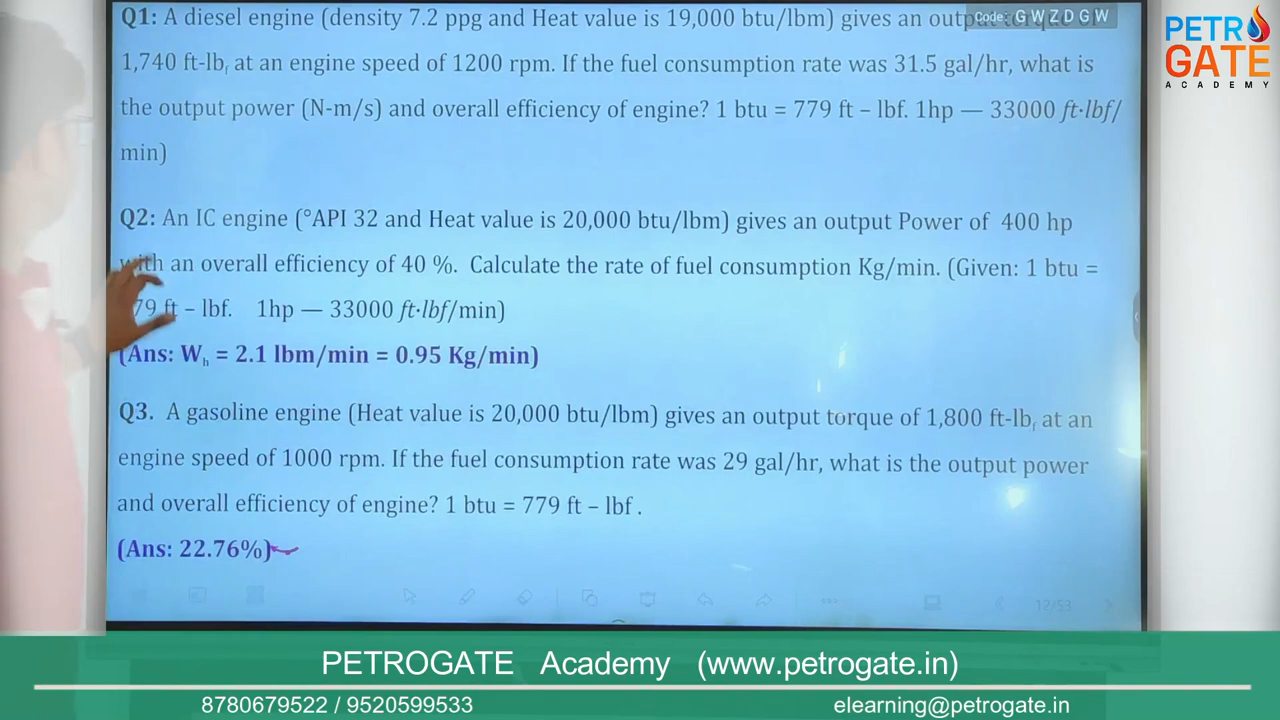 Q1: A diesel engine (density 7.2 ppg and Heat value is 19,000 btu/lbm) gives an output torque of
Code: G W Z D G W
PETR
GATE
ACADEMY
1,740 ft-lbf at an engine speed of 1200 rpm. If the fuel consumption rate was 31.5 gal/hr, what is
the output power (N-m/s) and overall efficiency of engine? 1 btu = 779 ft – lbf. 1hp — 33000 ft·lbf/
min)
Q2: An IC engine (°API 32 and Heat value is 20,000 btu/lbm) gives an output Power of 400 hp
with an overall efficiency of 40 %. Calculate the rate of fuel consumption Kg/min. (Given: 1 btu =
79 ft – lbf. 1hp — 33000 ft·lbf/min)
(Ans: Wh = 2.1 lbm/min = 0.95 Kg/min)
Q3. A gasoline engine (Heat value is 20,000 btu/lbm) gives an output torque of 1,800 ft-lbf at an
engine speed of 1000 rpm. If the fuel consumption rate was 29 gal/hr, what is the output power
and overall efficiency of engine? 1 btu = 779 ft – lbf .
(Ans: 22.76%)
12/53
PETROGATE Academy (www.petrogate.in)
8780679522 / 9520599533
elearning@petrogate.in